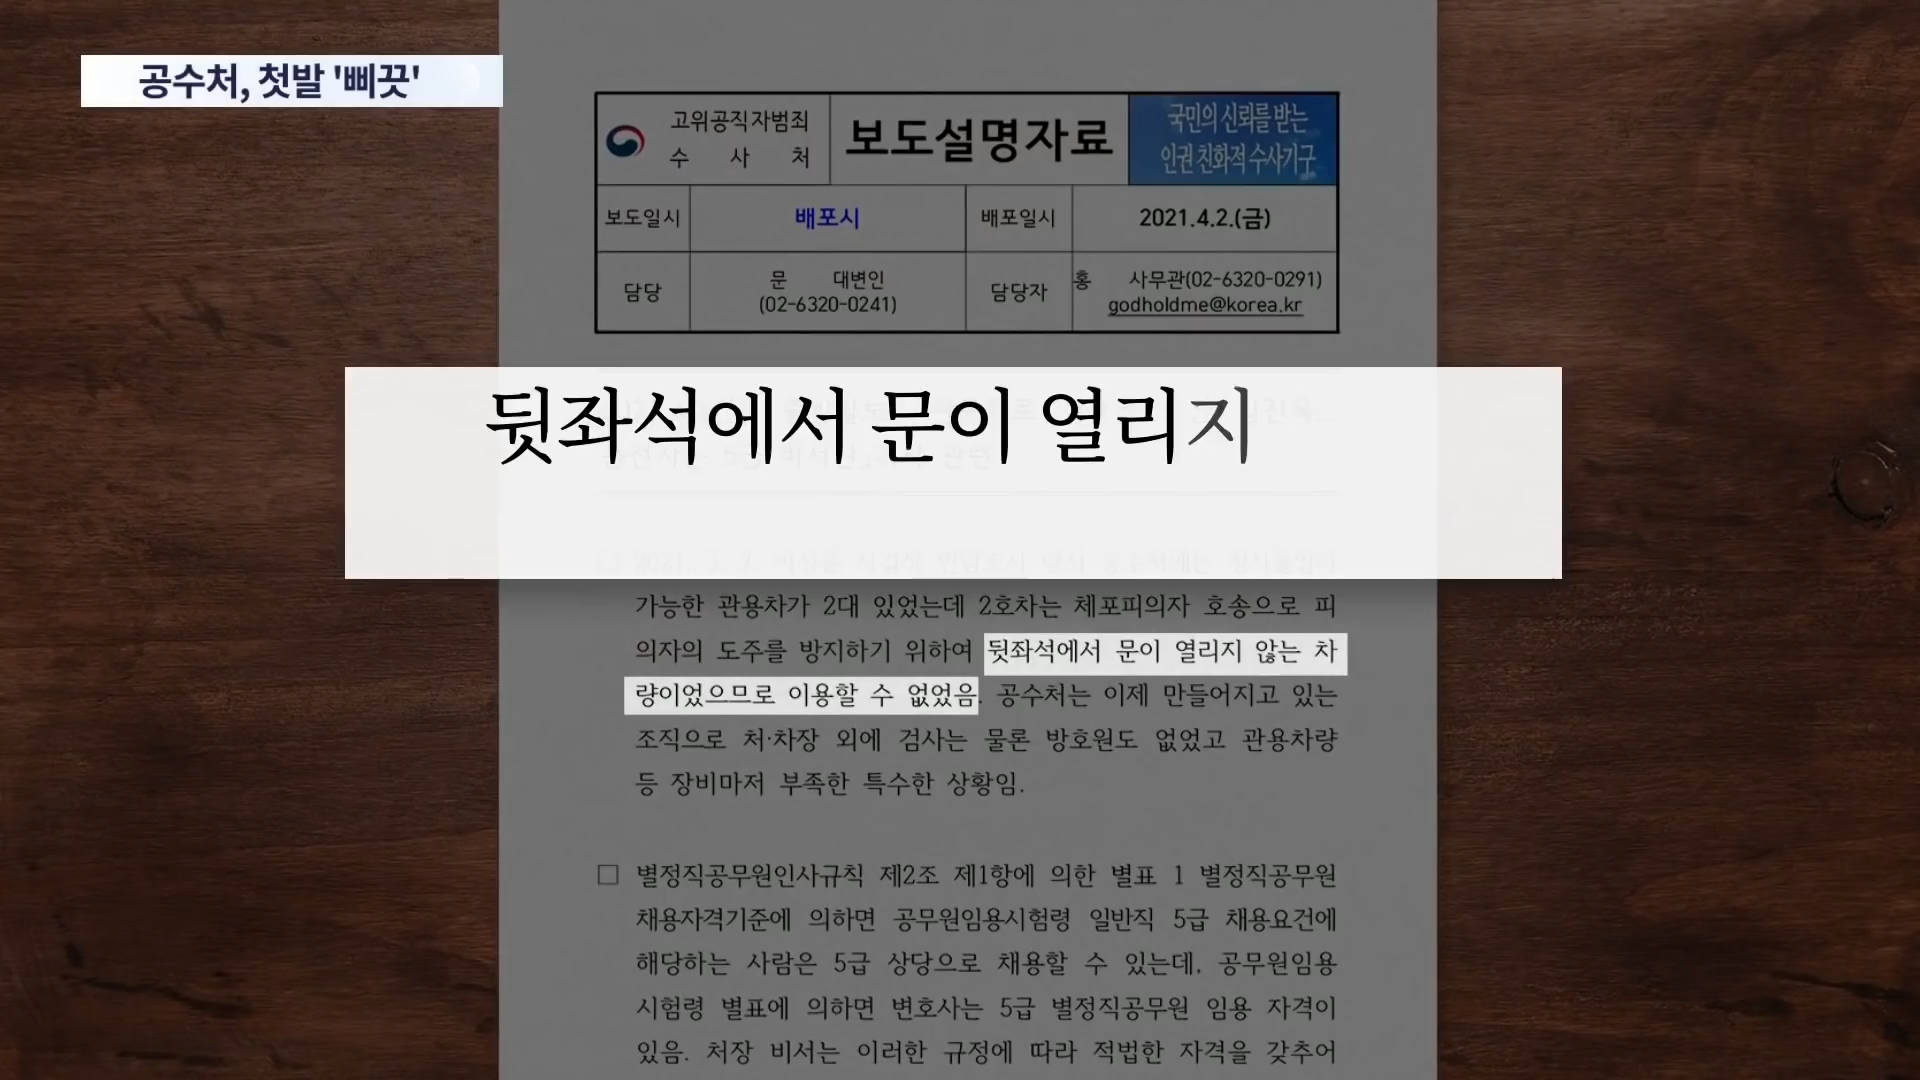 공수처, 첫발 '삐끗'
고위공직자범죄
수 사 처
보도설명자료
국민의 신뢰를 받는
인권 친화적 수사기구
보도일시
배포시
배포일시
2021.4.2.(금)
담당
문 대변인
(02-6320-0241)
담당자
홍 사무관(02-6320-0291)
godholdme@korea.kr
뒷좌석에서 문이 열리지
가능한 관용차가 2대 있었는데 2호차는 체포피의자 호송으로 피
의자의 도주를 방지하기 위하여 뒷좌석에서 문이 열리지 않는 차
량이었으므로 이용할 수 없었음. 공수처는 이제 만들어지고 있는
조직으로 처·차장 외에 검사는 물론 방호원도 없었고 관용차량
등 장비마저 부족한 특수한 상황임.
□ 별정직공무원인사규칙 제2조 제1항에 의한 별표 1 별정직공무원
채용자격기준에 의하면 공무원임용시험령 일반직 5급 채용요건에
해당하는 사람은 5급 상당으로 채용할 수 있는데, 공무원임용
시험령 별표에 의하면 변호사는 5급 별정직공무원 임용 자격이
있음. 처장 비서는 이러한 규정에 따라 적법한 자격을 갖추어